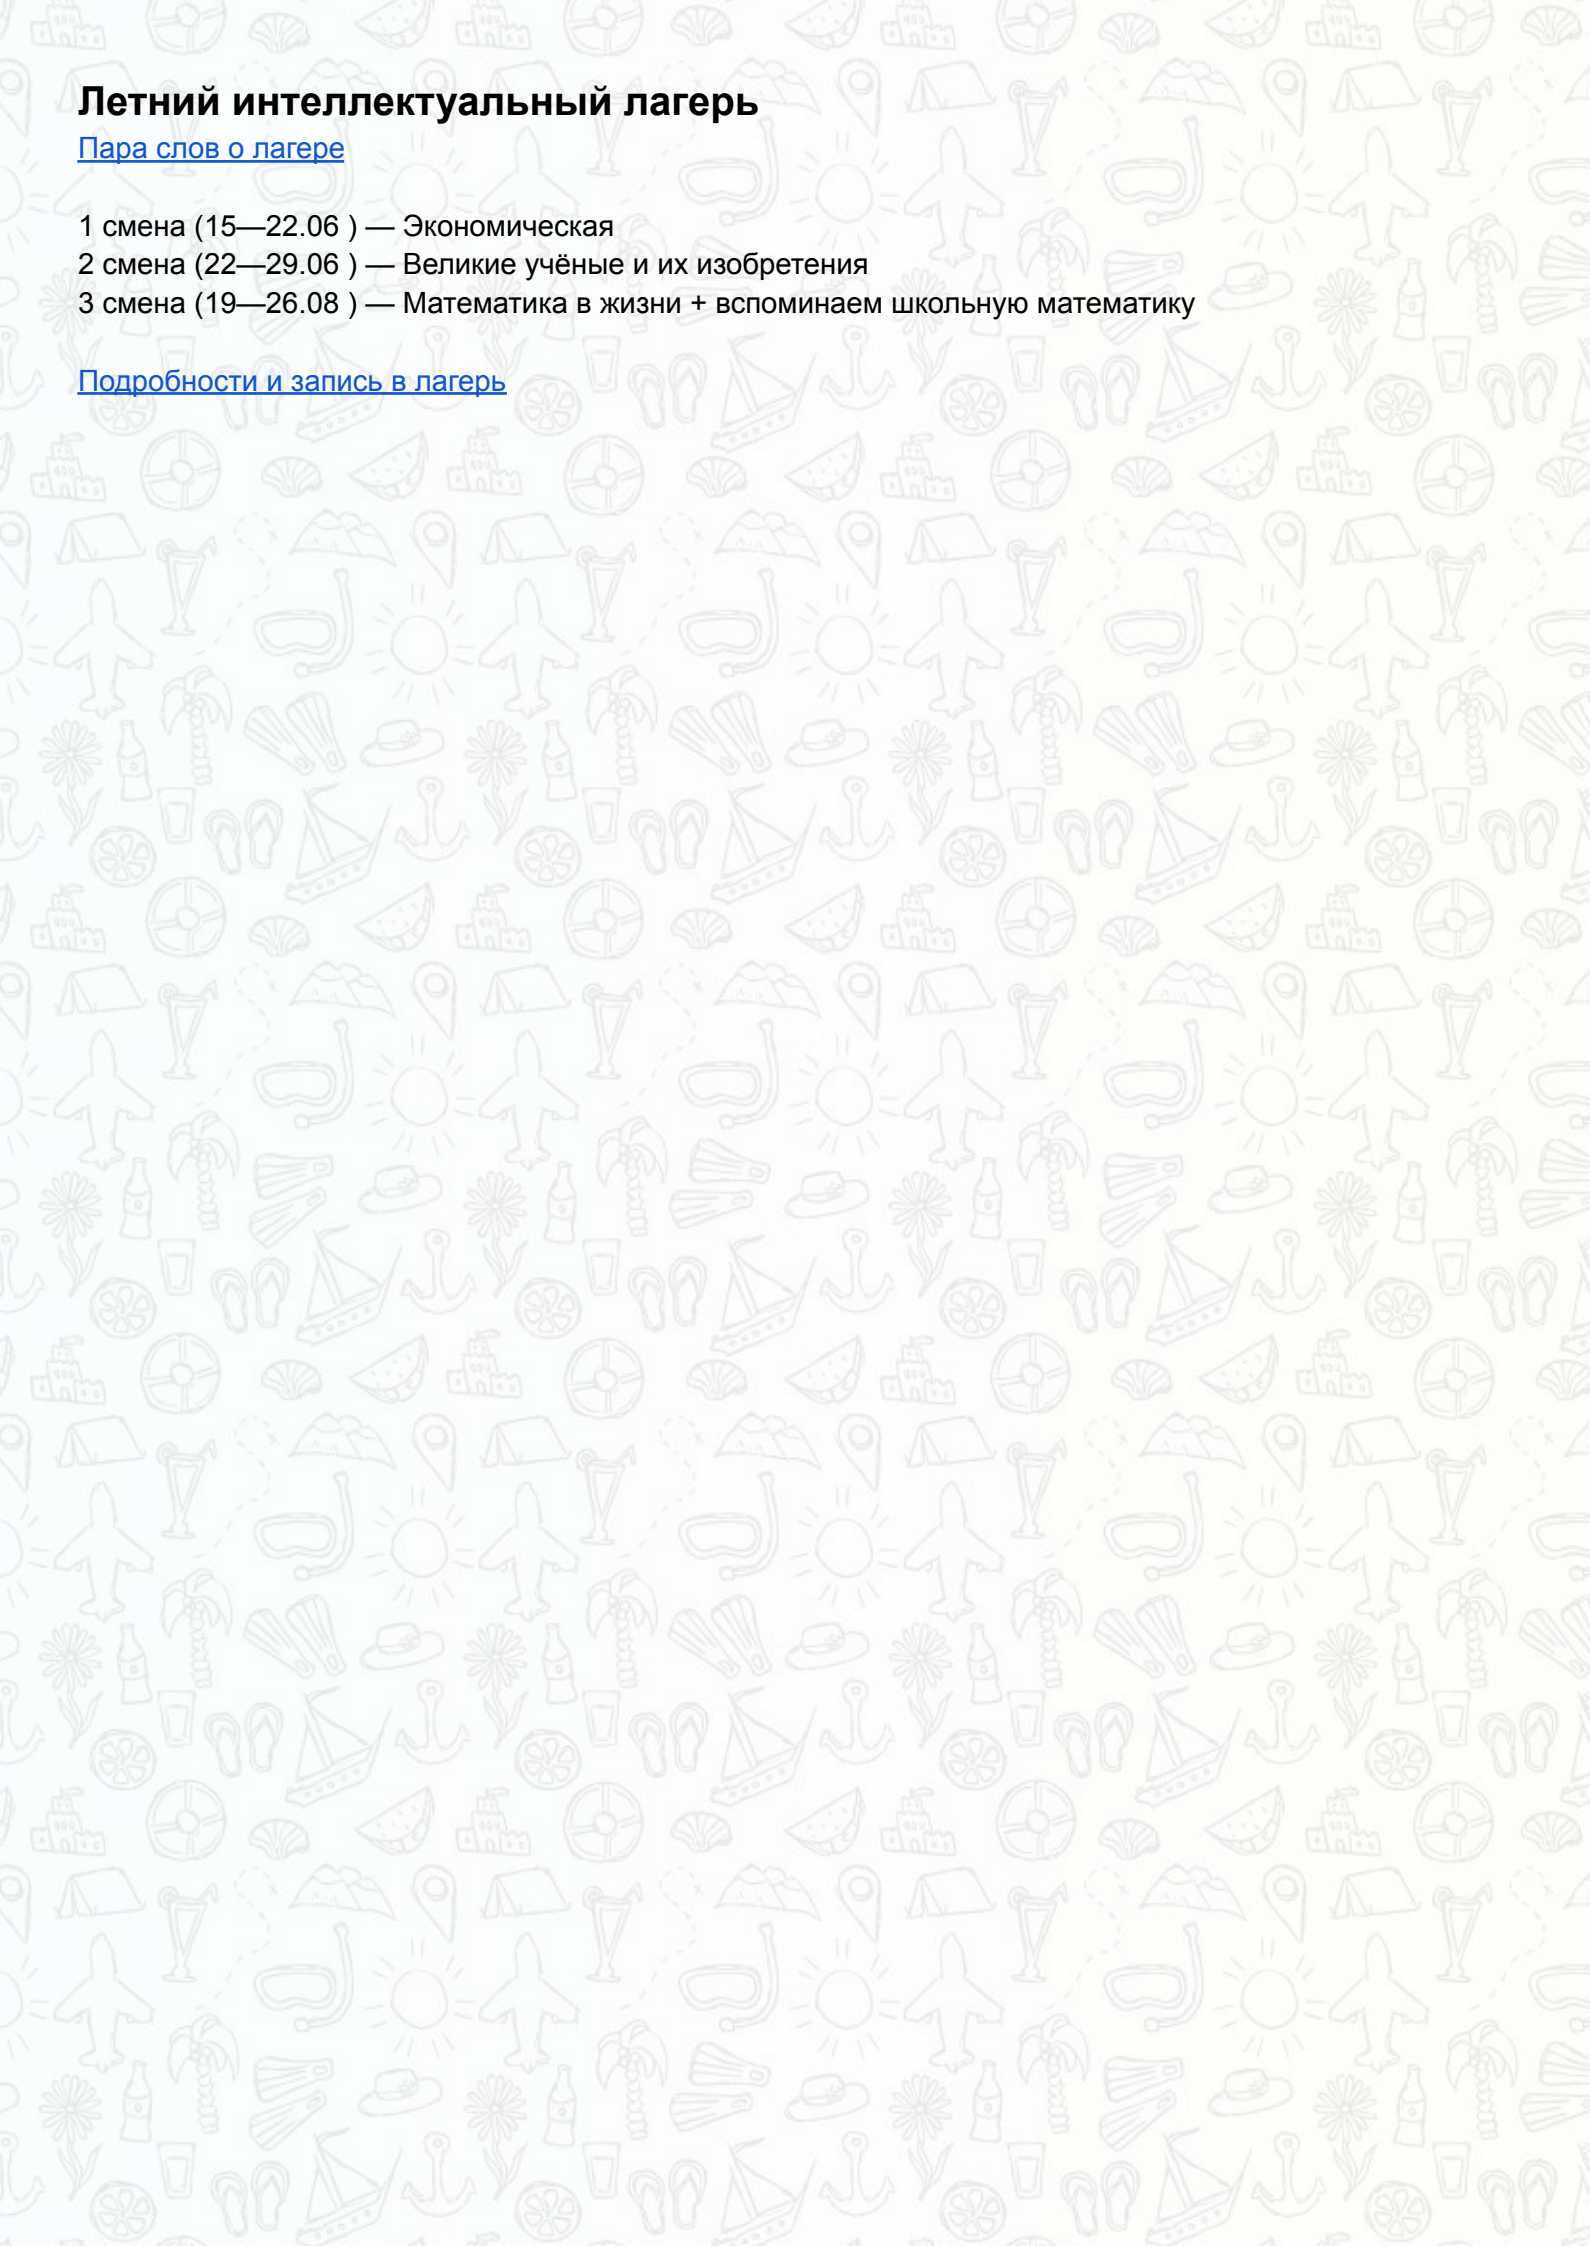 Летний интеллектуальный лагерь
Пара слов о лагере
1 смена (15—22.06 ) — Экономическая
2 смена (22—29.06 ) — Великие учёные и их изобретения
3 смена (19—26.08 ) — Математика в жизни + вспоминаем школьную математику
Подробности и запись в лагерь